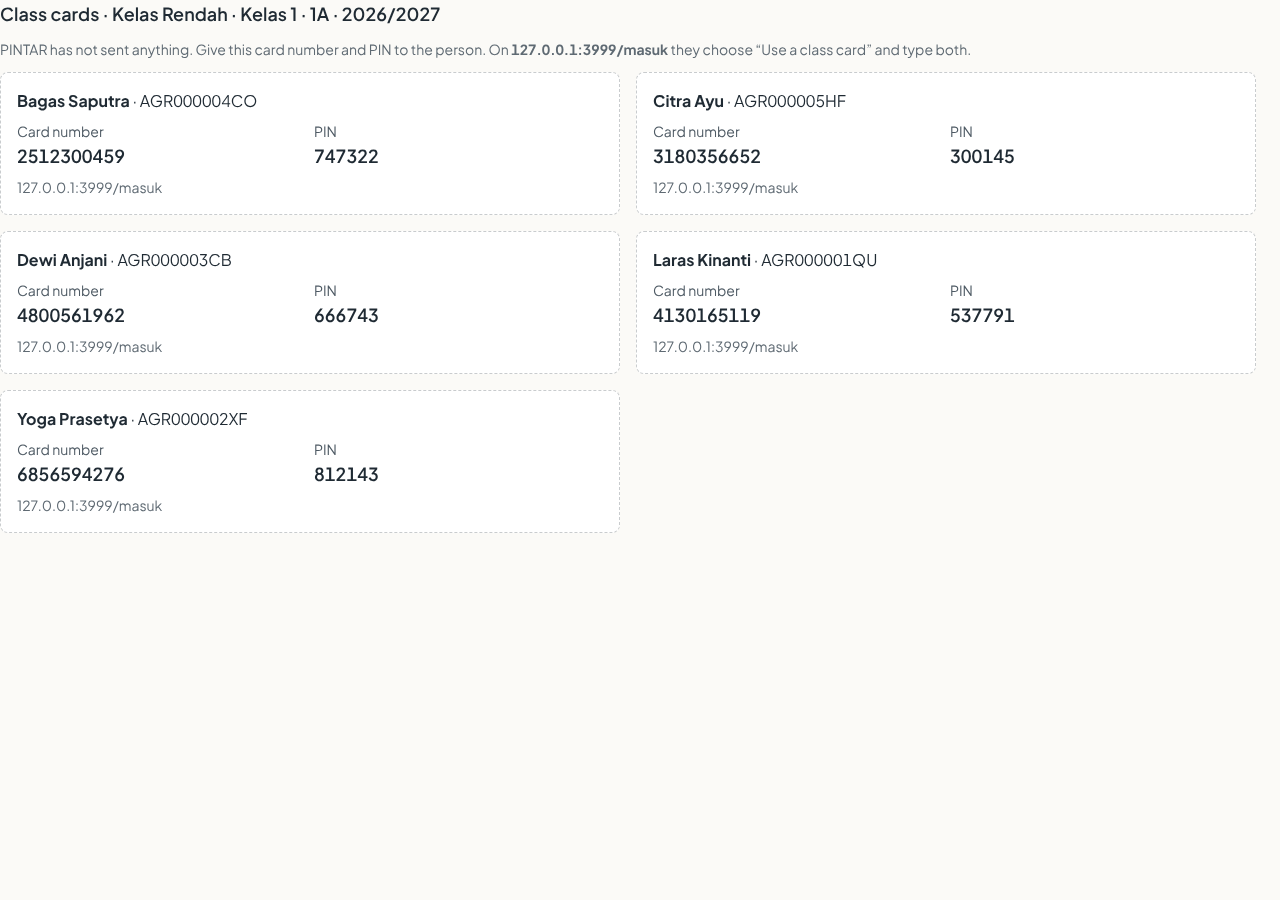 Class cards · Kelas Rendah · Kelas 1 · 1A · 2026/2027
PINTAR has not sent anything. Give this card number and PIN to the person. On 127.0.0.1:3999/masuk they choose “Use a class card” and type both.
Bagas Saputra · AGR000004CO
Card number PIN
2512300459 747322
127.0.0.1:3999/masuk
Citra Ayu · AGR000005HF
Card number PIN
3180356652 300145
127.0.0.1:3999/masuk
Dewi Anjani · AGR000003CB
Card number PIN
4800561962 666743
127.0.0.1:3999/masuk
Laras Kinanti · AGR000001QU
Card number PIN
4130165119 537791
127.0.0.1:3999/masuk
Yoga Prasetya · AGR000002XF
Card number PIN
6856594276 812143
127.0.0.1:3999/masuk